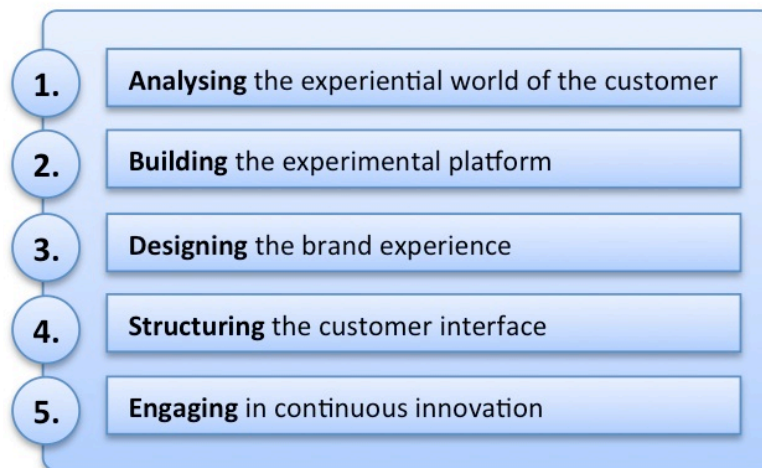 1. Analysing the experiential world of the customer
2. Building the experimental platform
3. Designing the brand experience
4. Structuring the customer interface
5. Engaging in continuous innovation